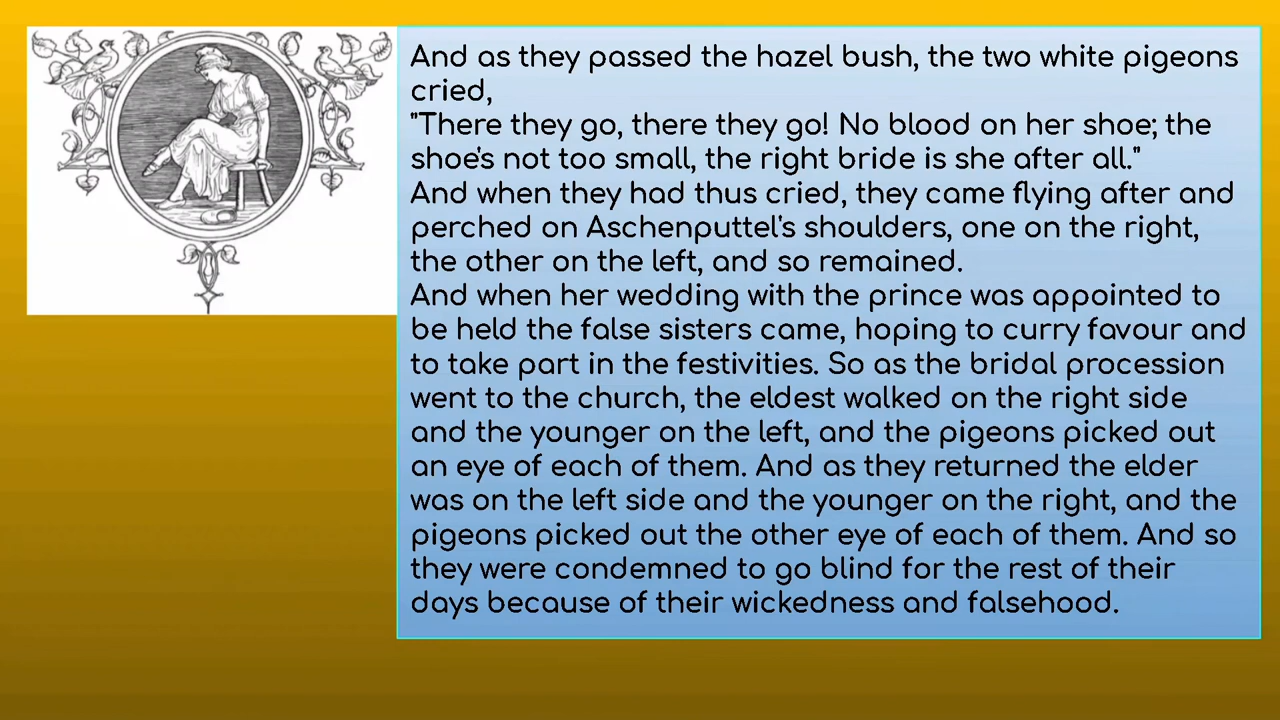 And as they passed the hazel bush, the two white pigeons
cried,
"There they go, there they go! No blood on her shoe; the
shoe's not too small, the right bride is she after all."
And when they had thus cried, they came flying after and
perched on Aschenputtel's shoulders, one on the right,
the other on the left, and so remained.
And when her wedding with the prince was appointed to
be held the false sisters came, hoping to curry favour and
to take part in the festivities. So as the bridal procession
went to the church, the eldest walked on the right side
and the younger on the left, and the pigeons picked out
an eye of each of them. And as they returned the elder
was on the left side and the younger on the right, and the
pigeons picked out the other eye of each of them. And so
they were condemned to go blind for the rest of their
days because of their wickedness and falsehood.